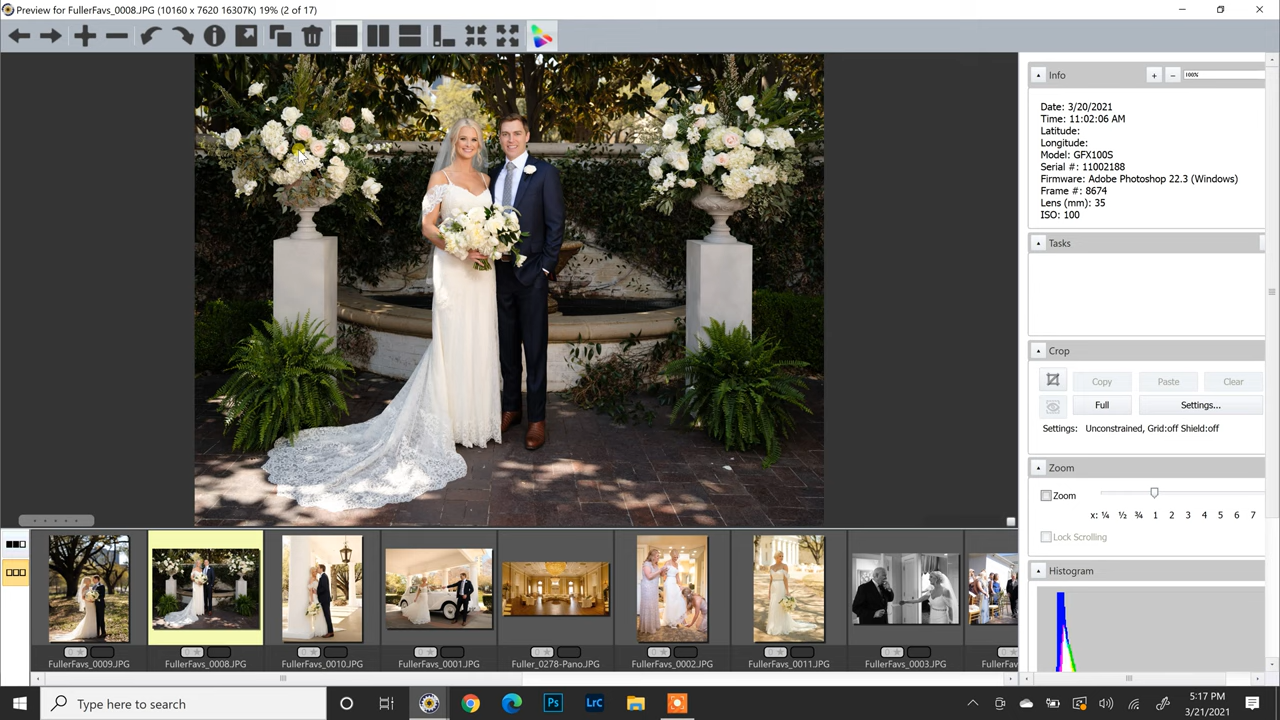 Preview for FullerFavs_0008.JPG (10160 x 7620 16307K) 19% (2 of 17)
Info
+
−
100%
Date: 3/20/2021
Time: 11:02:06 AM
Latitude:
Longitude:
Model: GFX100S
Serial #: 11002188
Firmware: Adobe Photoshop 22.3 (Windows)
Frame #: 8674
Lens (mm): 35
ISO: 100
Tasks
Crop
Copy
Paste
Clear
Full
Settings...
Settings: Unconstrained, Grid:off Shield:off
Zoom
Zoom
x: ¼ ½ ¾ 1 2 3 4 5 6 7
Lock Scrolling
Histogram
FullerFavs_0009.JPG
FullerFavs_0008.JPG
FullerFavs_0010.JPG
FullerFavs_0001.JPG
Fuller_0278-Pano.JPG
FullerFavs_0002.JPG
FullerFavs_0011.JPG
FullerFavs_0003.JPG
FullerFa
Type here to search
Ps
Lrc
5:17 PM
3/21/2021